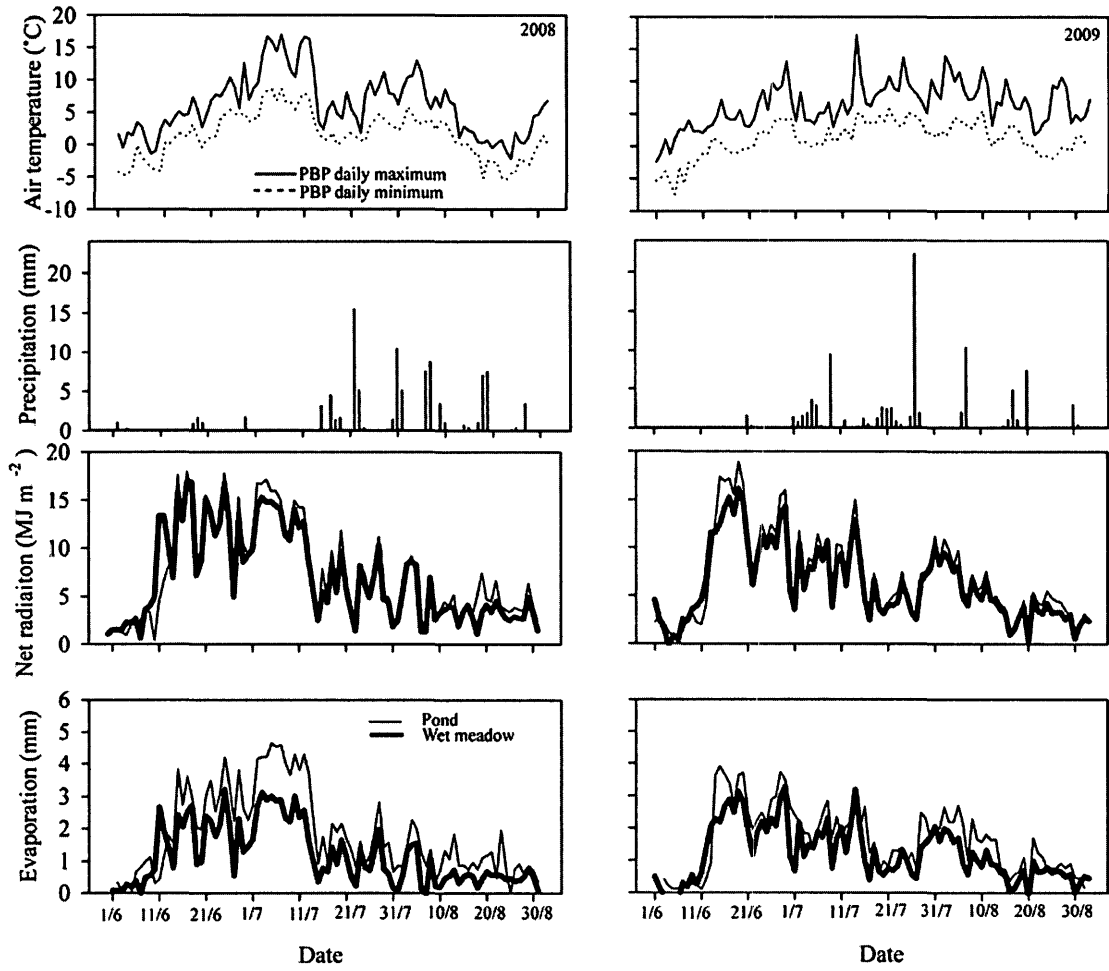 20
15
10
5
0
-5
-10
Air temperature (°C)
2008
PBP daily maximum
PBP daily minimum
2009
20
15
10
5
0
Precipitation (mm)
20
15
10
5
0
Net radiaiton (MJ m⁻²)
6
5
4
3
2
1
0
Evaporation (mm)
Pond
Wet meadow
1/6 11/6 21/6 1/7 11/7 21/7 31/7 10/8 20/8 30/8
1/6 11/6 21/6 1/7 11/7 21/7 31/7 10/8 20/8 30/8
Date
Date